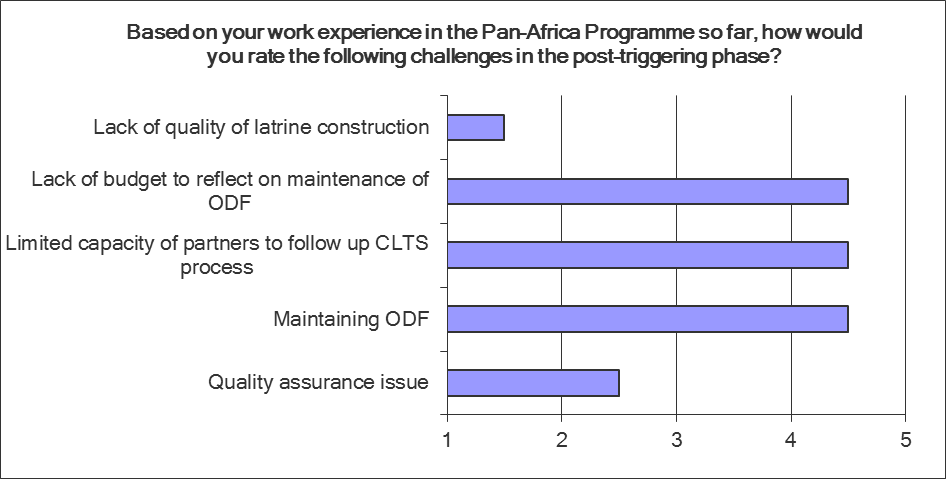 Based on your work experience in the Pan-Africa Programme so far, how would
you rate the following challenges in the post-triggering phase?
Lack of quality of latrine construction
Lack of budget to reflect on maintenance of
ODF
Limited capacity of partners to follow up CLTS
process
Maintaining ODF
Quality assurance issue
1 2 3 4 5